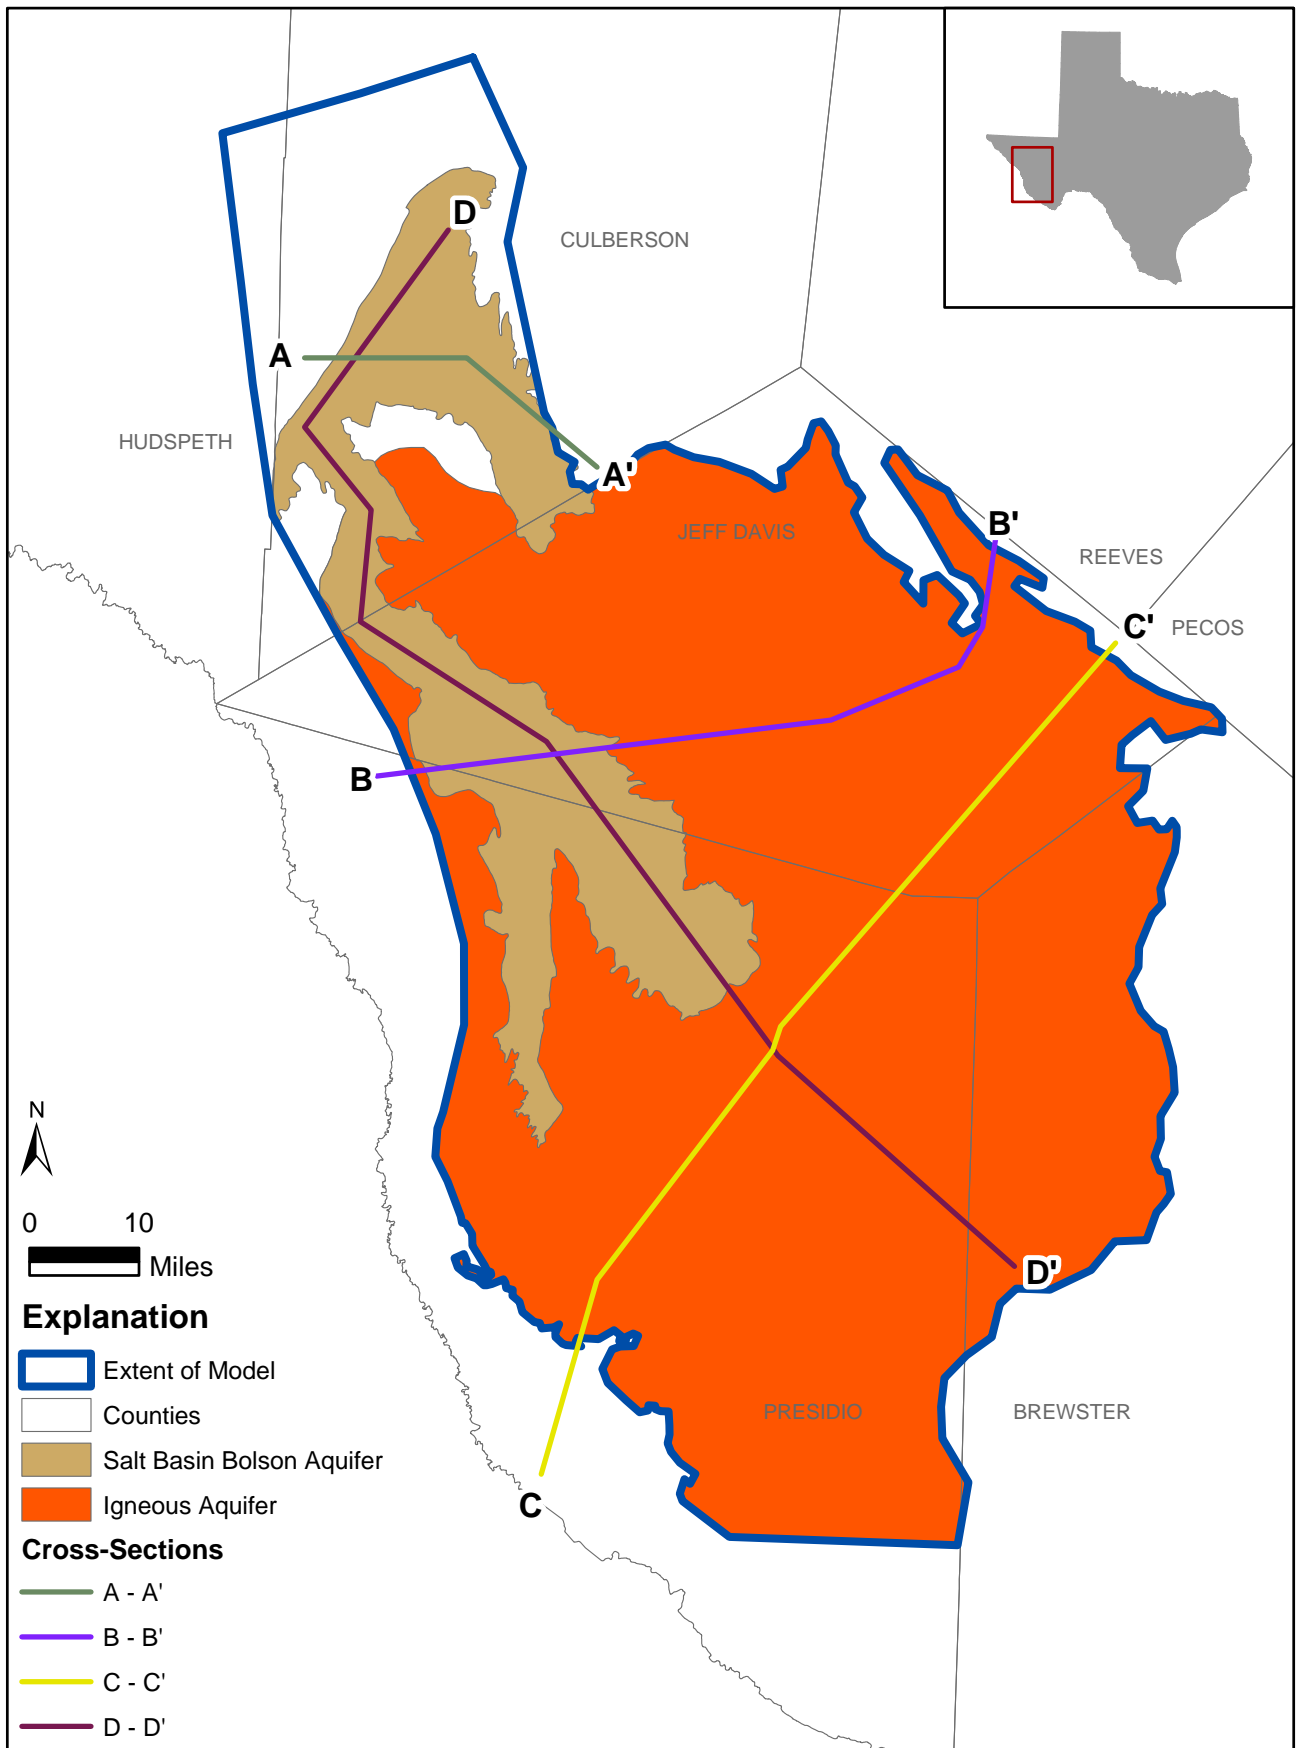 D
CULBERSON
A
HUDSPETH
A'
JEFF DAVIS
B'
REEVES
C'
PECOS
B
D'
C
PRESIDIO
BREWSTER
N
0 10
Miles
Explanation
Extent of Model
Counties
Salt Basin Bolson Aquifer
Igneous Aquifer
Cross-Sections
A - A'
B - B'
C - C'
D - D'